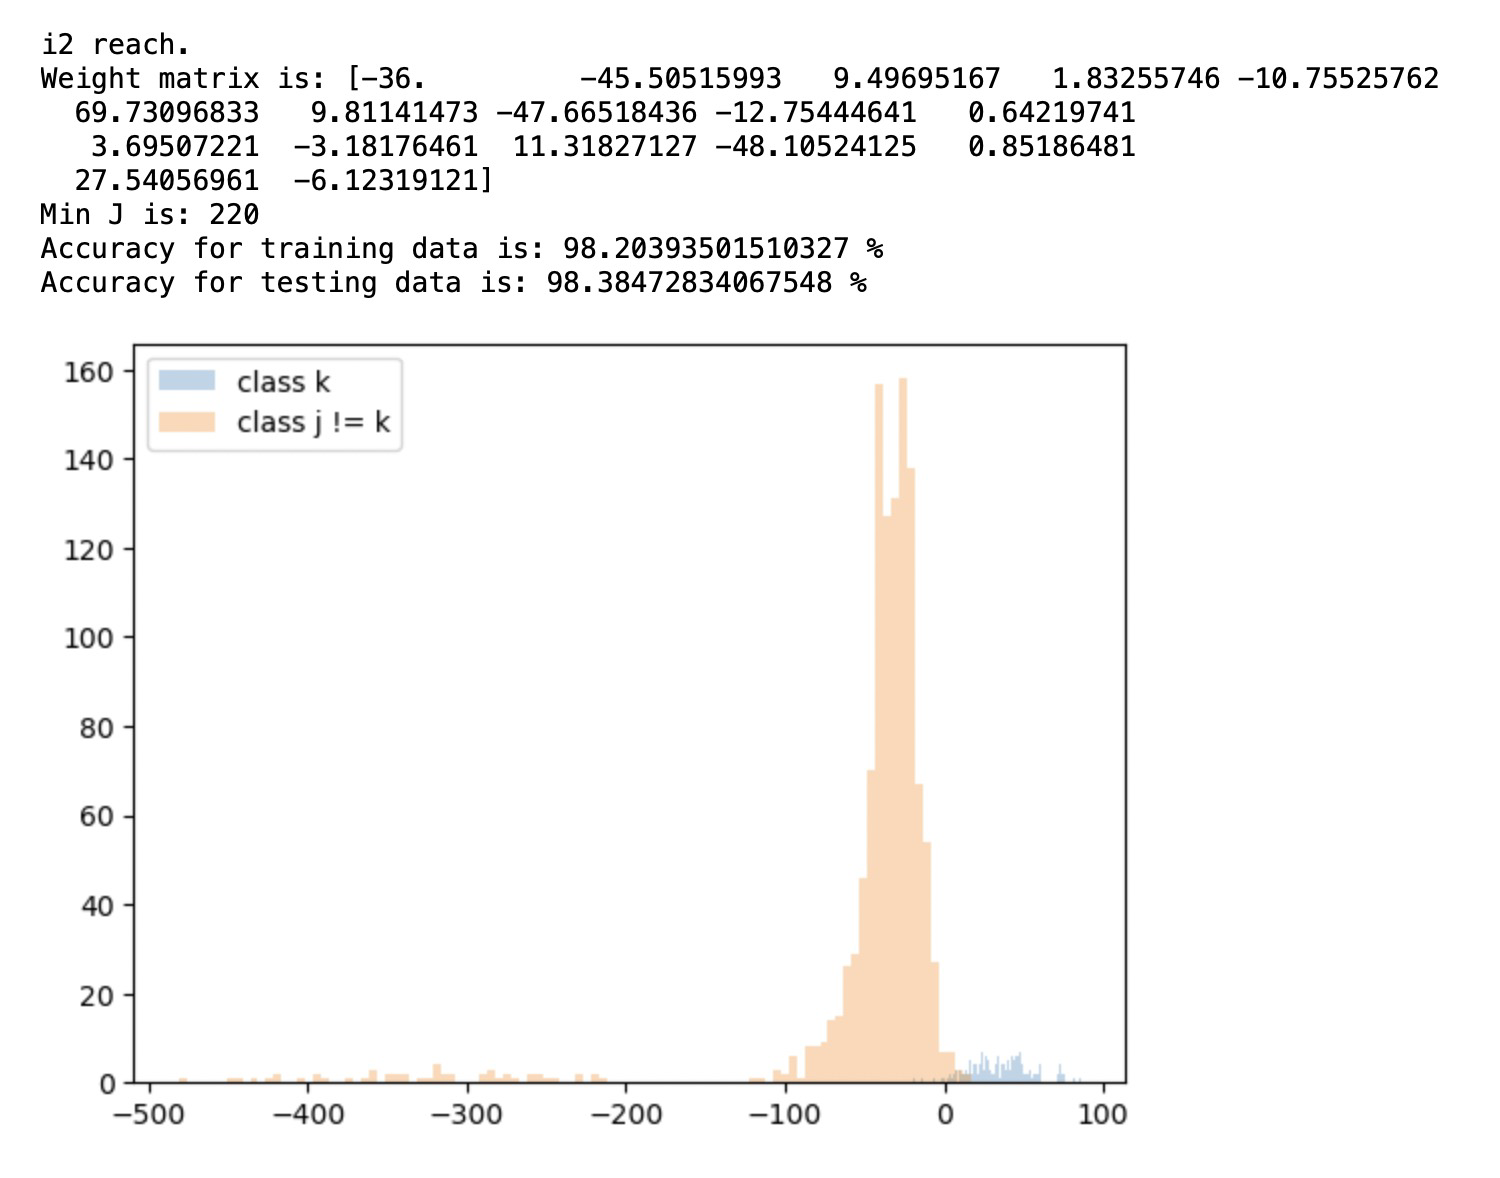 i2 reach.
Weight matrix is: [-36.         -45.50515993   9.49695167   1.83255746 -10.75525762
  69.73096833   9.81141473 -47.66518436 -12.75444641   0.64219741
   3.69507221  -3.18176461  11.31827127 -48.10524125   0.85186481
  27.54056961  -6.12319121]
Min J is: 220
Accuracy for training data is: 98.20393501510327 %
Accuracy for testing data is: 98.38472834067548 %
class k
class j != k
160
140
120
100
80
60
40
20
0
−500 −400 −300 −200 −100 0 100